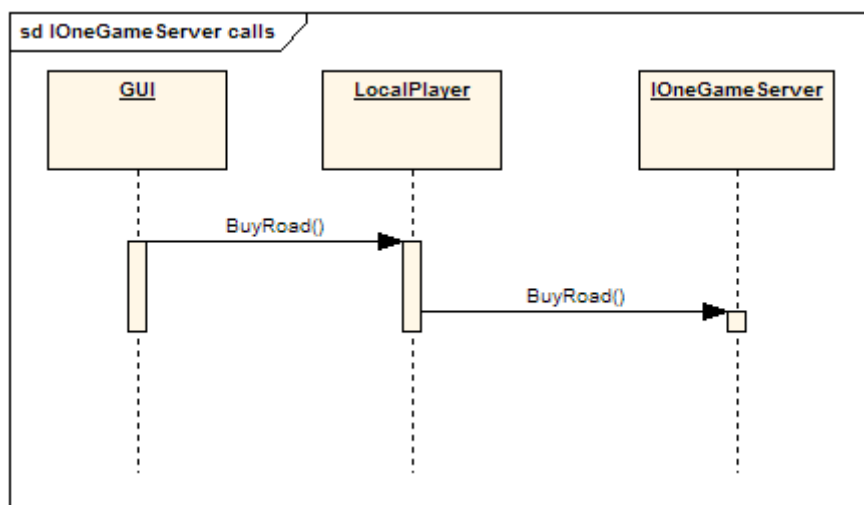 sd IOneGameServer calls
GUI
LocalPlayer
IOneGameServer
BuyRoad()
BuyRoad()